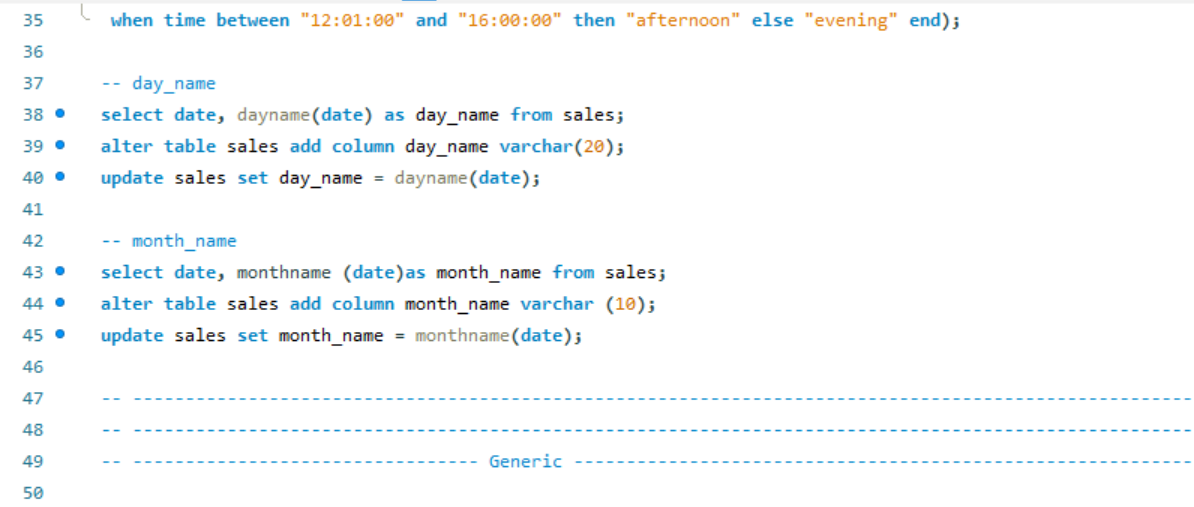 35 when time between "12:01:00" and "16:00:00" then "afternoon" else "evening" end);
36
37 -- day_name
38 select date, dayname(date) as day_name from sales;
39 alter table sales add column day_name varchar(20);
40 update sales set day_name = dayname(date);
41
42 -- month_name
43 select date, monthname (date)as month_name from sales;
44 alter table sales add column month_name varchar (10);
45 update sales set month_name = monthname(date);
46
47 -- -----------------------------------------------------------------------------------------------------
48 -- -----------------------------------------------------------------------------------------------------
49 -- --------------------------------- Generic -----------------------------------------------------------
50